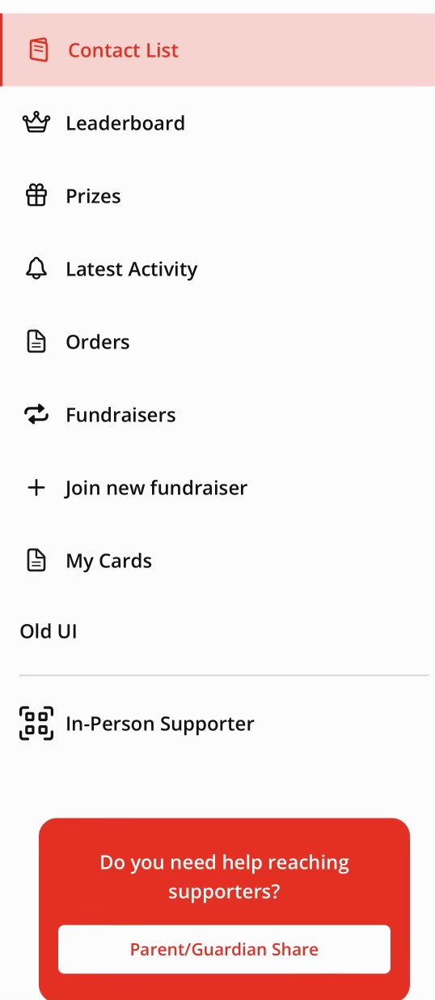 Contact List
Leaderboard
Prizes
Latest Activity
Orders
Fundraisers
Join new fundraiser
My Cards
Old UI
In-Person Supporter
Do you need help reaching
supporters?
Parent/Guardian Share